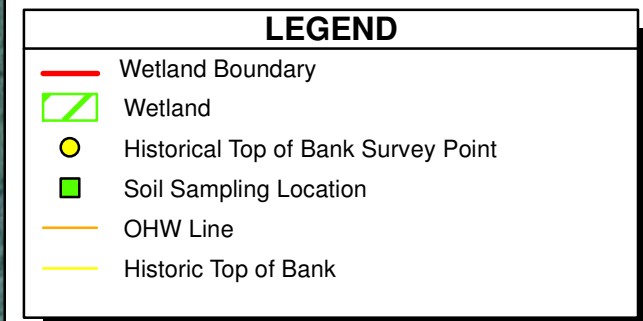 LEGEND
Wetland Boundary
Wetland
Historical Top of Bank Survey Point
Soil Sampling Location
OHW Line
Historic Top of Bank